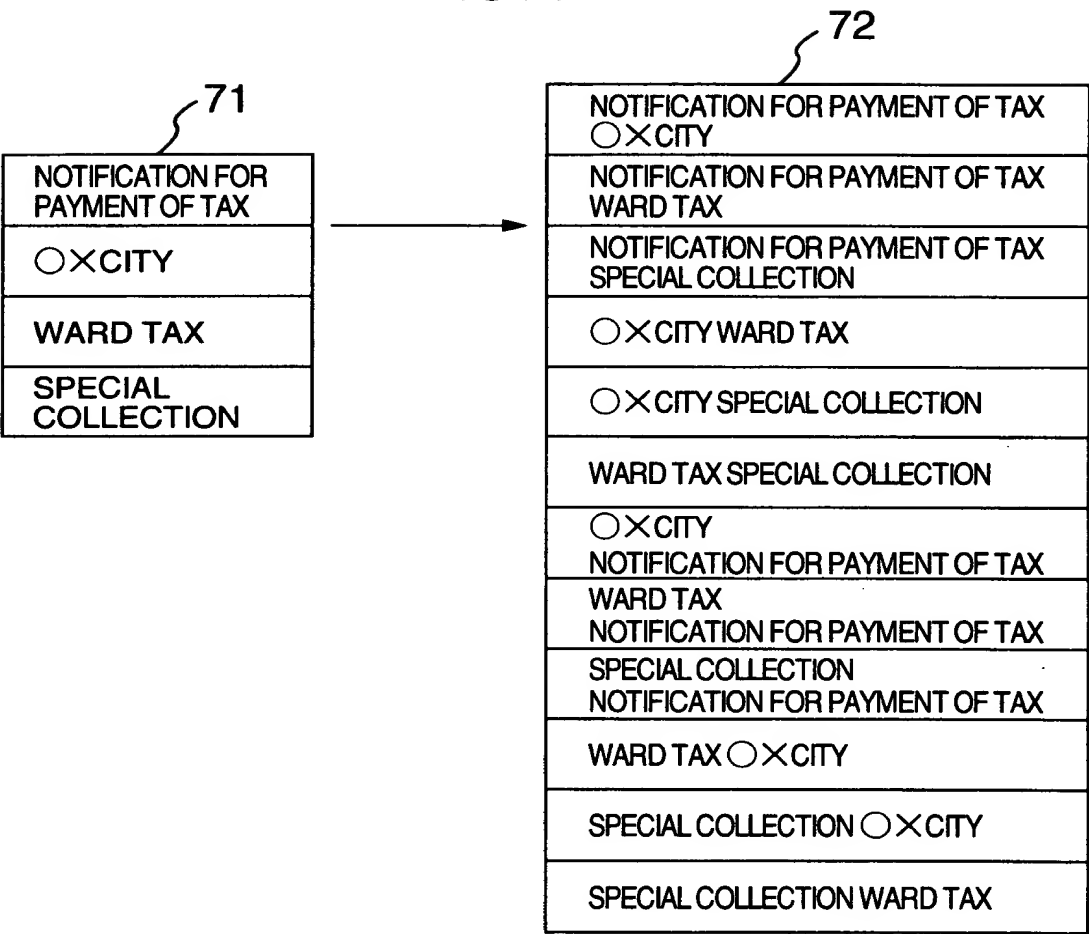 72
71
NOTIFICATION FOR
PAYMENT OF TAX
○×CITY
WARD TAX
SPECIAL
COLLECTION
NOTIFICATION FOR PAYMENT OF TAX
○×CITY
NOTIFICATION FOR PAYMENT OF TAX
WARD TAX
NOTIFICATION FOR PAYMENT OF TAX
SPECIAL COLLECTION
○×CITY WARD TAX
○×CITY SPECIAL COLLECTION
WARD TAX SPECIAL COLLECTION
○×CITY
NOTIFICATION FOR PAYMENT OF TAX
WARD TAX
NOTIFICATION FOR PAYMENT OF TAX
SPECIAL COLLECTION
NOTIFICATION FOR PAYMENT OF TAX
WARD TAX ○×CITY
SPECIAL COLLECTION ○×CITY
SPECIAL COLLECTION WARD TAX